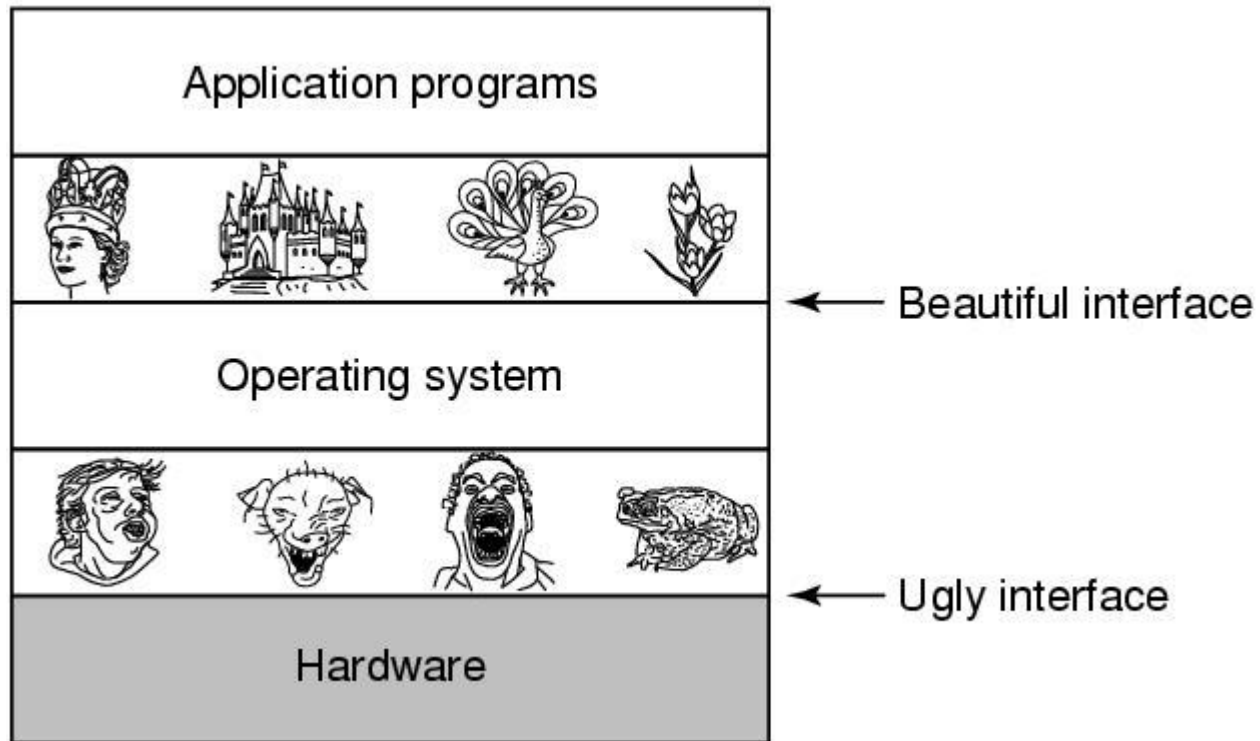 Application programs
Beautiful interface
Operating system
Ugly interface
Hardware